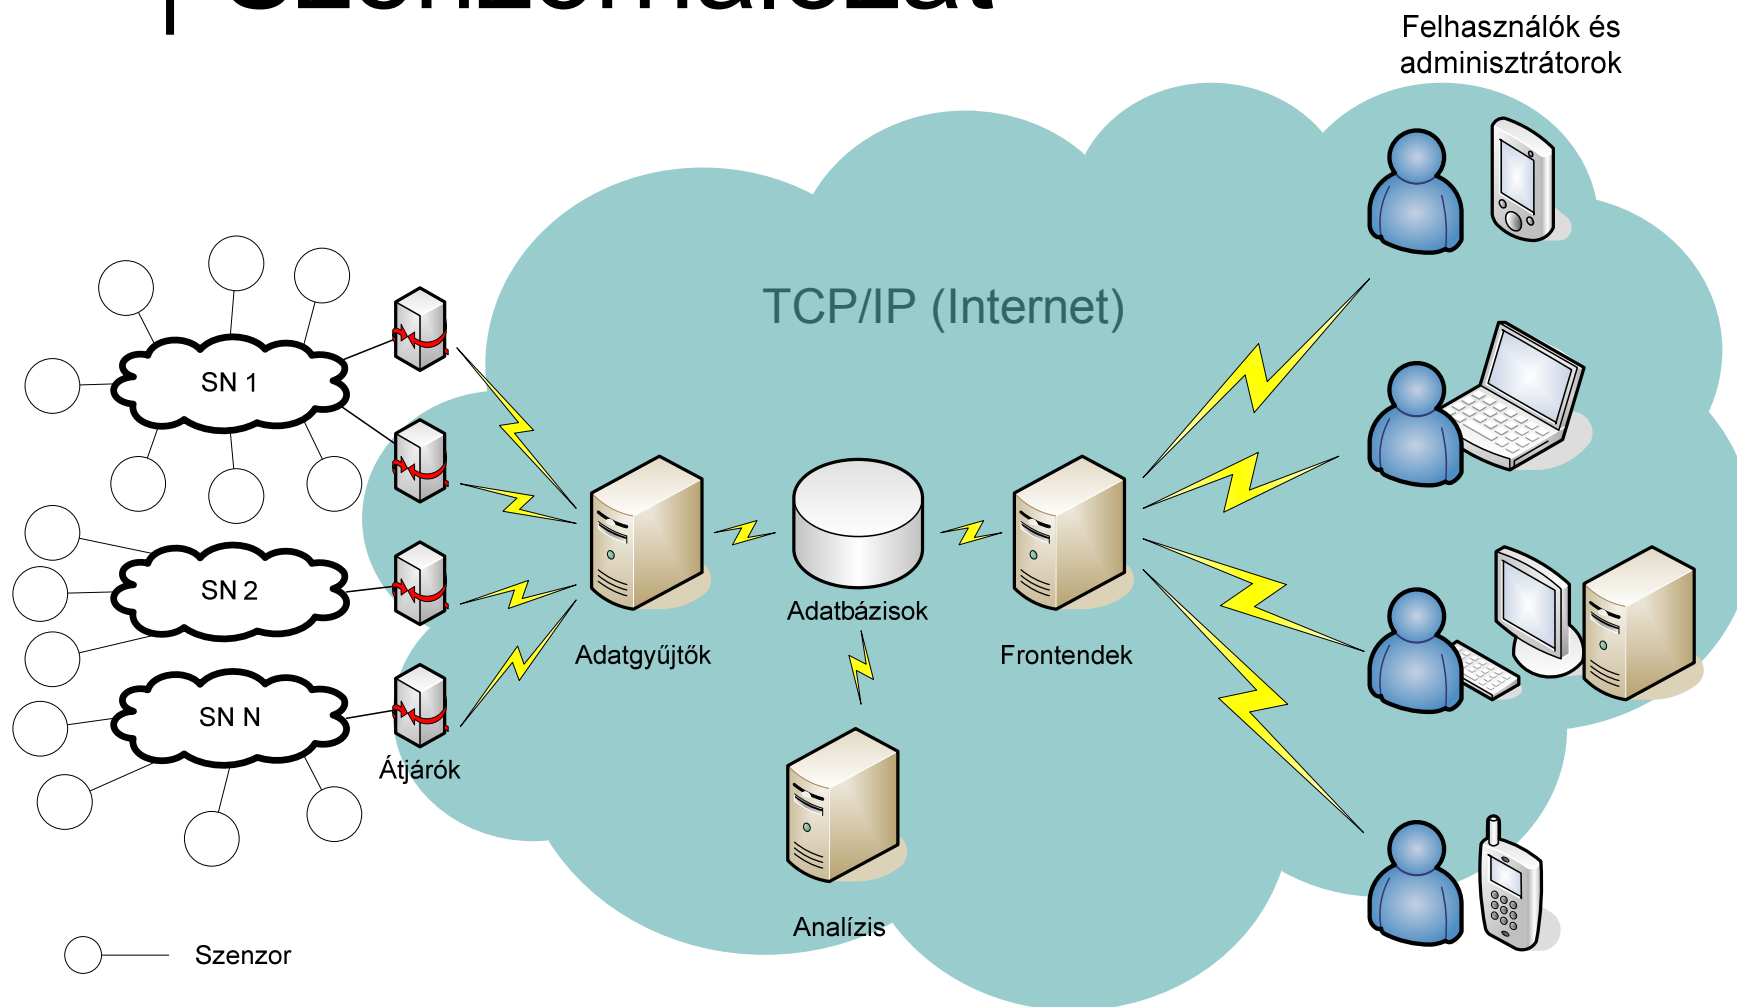 Felhasználók és
adminisztrátorok
TCP/IP (Internet)
SN 1
SN 2
SN N
Átjárók
Adatgyűjtők
Adatbázisok
Frontendek
Analízis
Szenzor